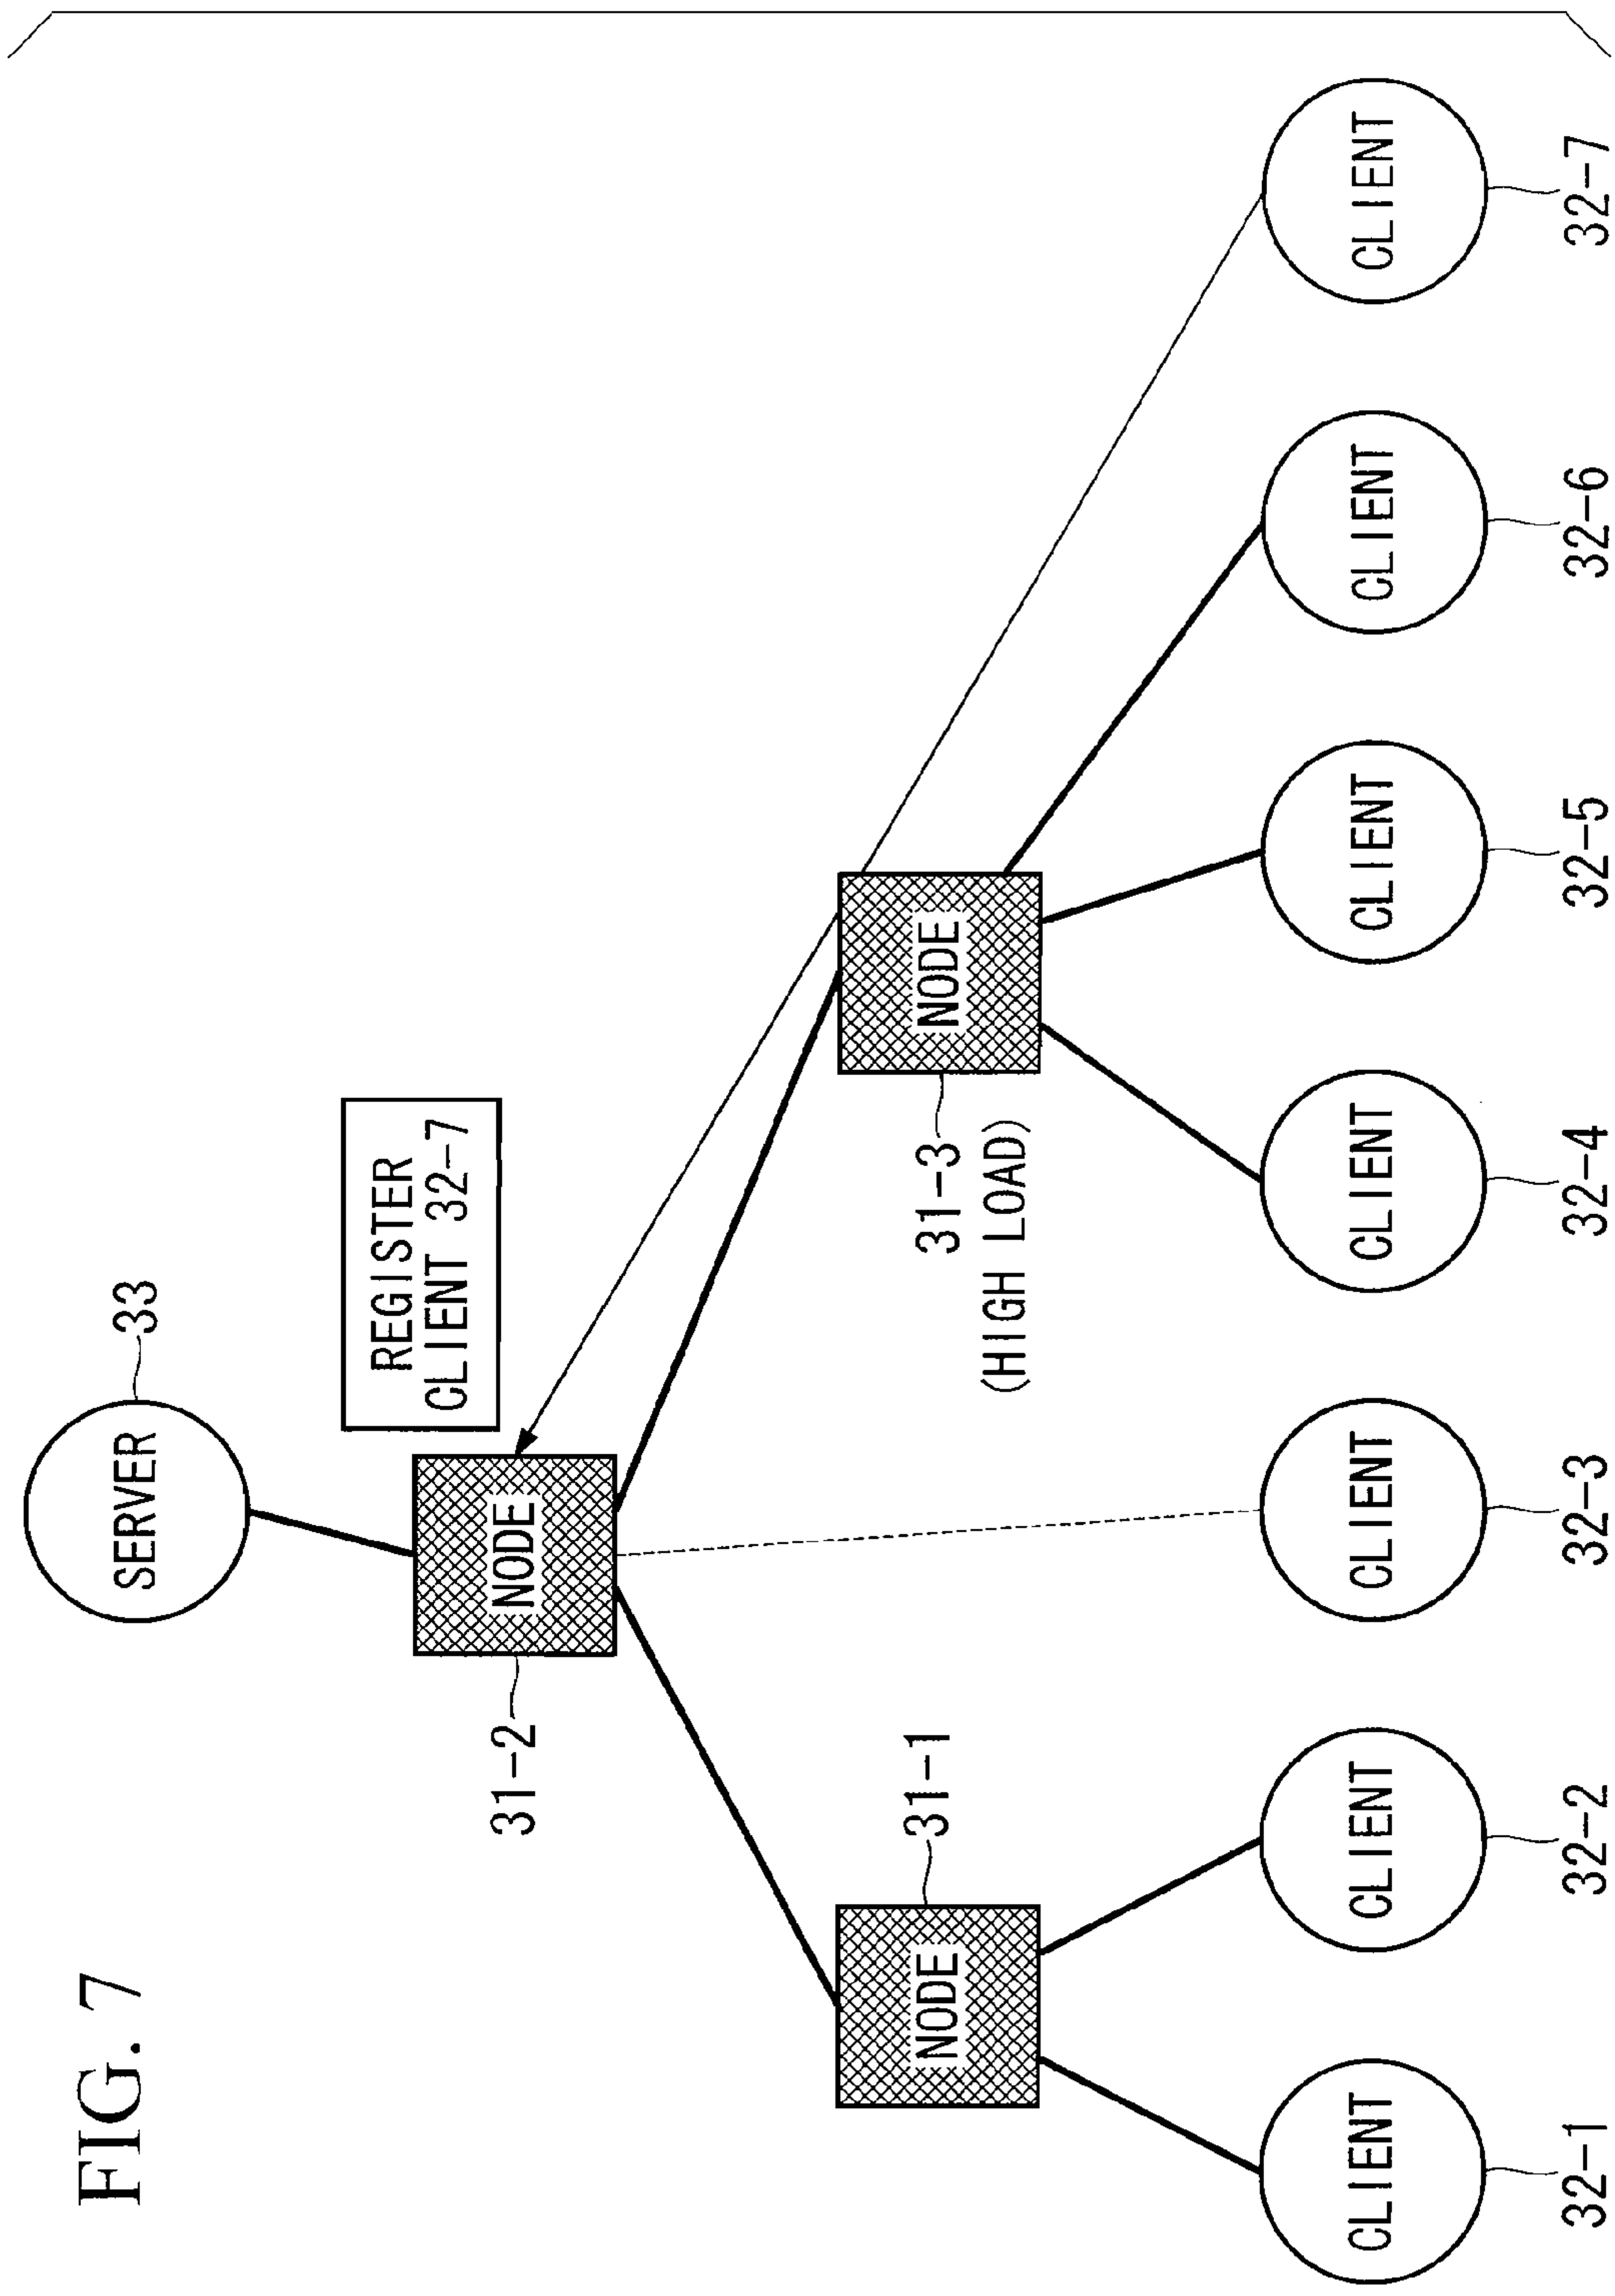 FIG. 7
SERVER
33
REGISTER
CLIENT 32-7
NODE
31-2
NODE
31-1
NODE
31-3
(HIGH LOAD)
CLIENT
CLIENT
CLIENT
CLIENT
CLIENT
CLIENT
CLIENT
32-1
32-2
32-3
32-4
32-5
32-6
32-7